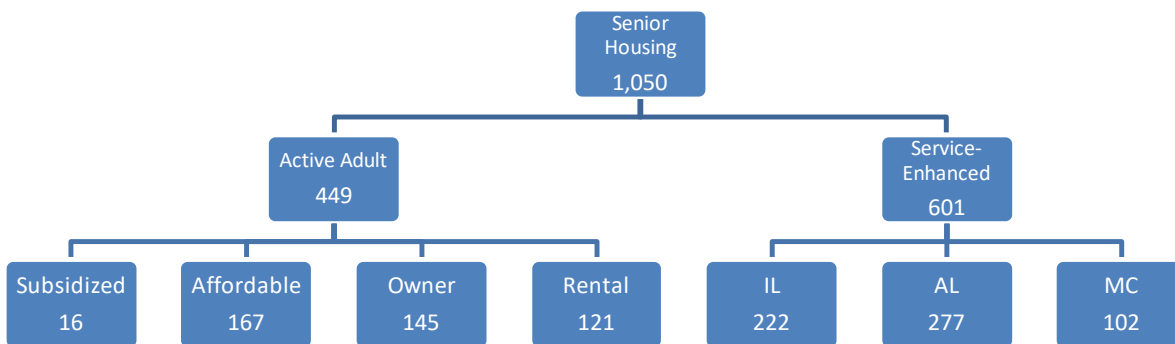 Senior
Housing
1,050
Active Adult
449
Service-
Enhanced
601
Subsidized
16
Affordable
167
Owner
145
Rental
121
IL
222
AL
277
MC
102